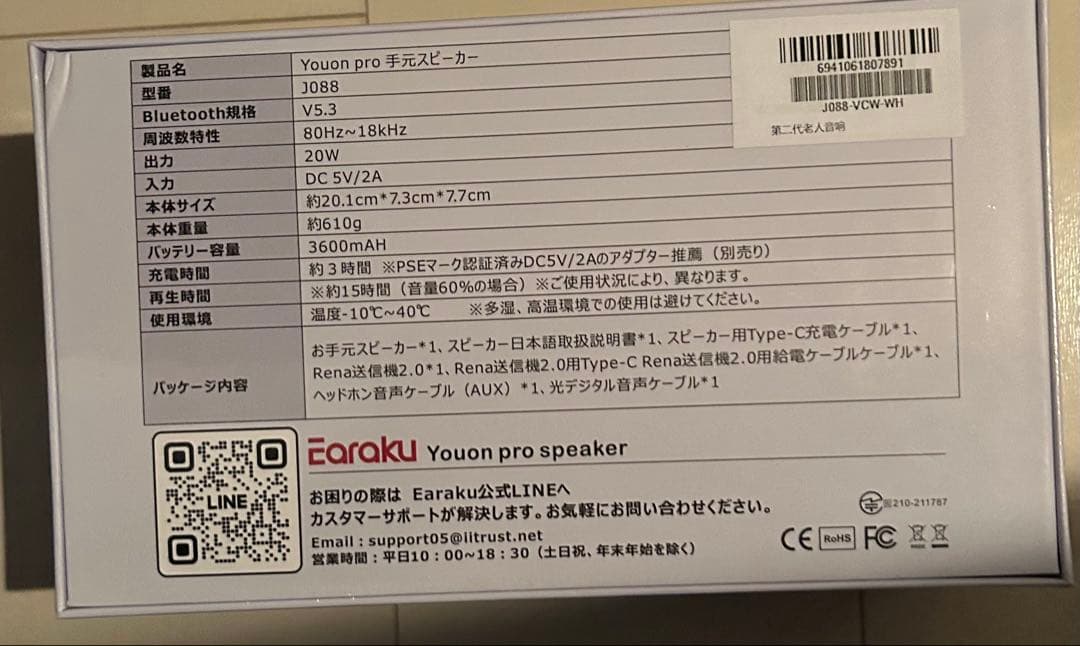 製品名 Youon pro 手元スピーカー
型番 J088
Bluetooth規格 V5.3
周波数特性 80Hz~18kHz
出力 20W
入力 DC 5V/2A
本体サイズ 約20.1cm*7.3cm*7.7cm
本体重量 約610g
バッテリー容量 3600mAH
充電時間 約３時間 ※PSEマーク認証済みDC5V/2Aのアダプター推薦（別売り）
再生時間 ※約15時間（音量60%の場合）※ご使用状況により、異なります。
使用環境 温度-10℃~40℃ ※多湿、高温環境での使用は避けてください。
パッケージ内容
お手元スピーカー*1、スピーカー日本語取扱説明書*1、スピーカー用Type-C充電ケーブル*1、
Rena送信機2.0*1、Rena送信機2.0用Type-C Rena送信機2.0用給電ケーブルケーブル*1、
ヘッドホン音声ケーブル（AUX）*1、光デジタル音声ケーブル*1
6941061807891
J088-VCW-WH
第二代老人音响
LINE
Earaku Youon pro speaker
お困りの際は Earaku公式LINEへ
カスタマーサポートが解決します。お気軽にお問い合わせください。
Email : support05@iitrust.net
営業時間：平日10：00~18：30（土日祝、年末年始を除く）
210-211787
CE RoHS FC